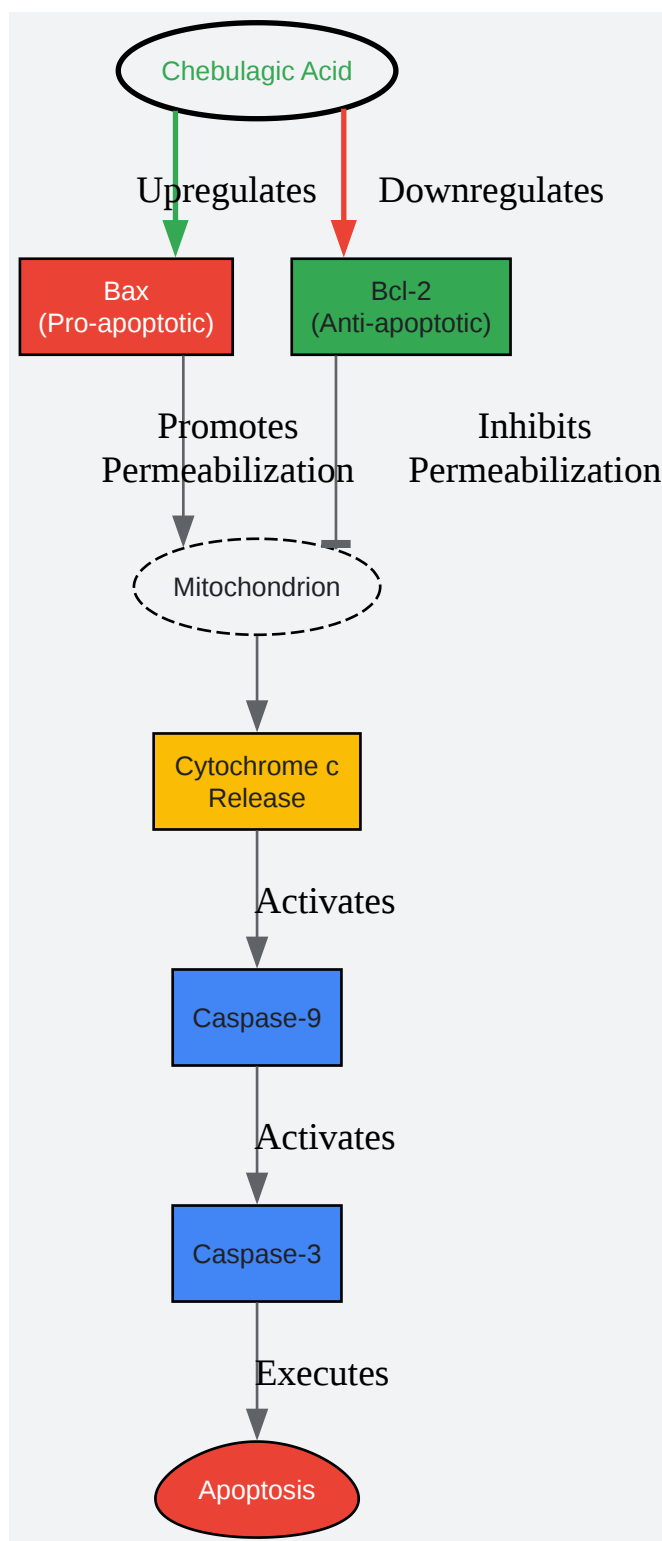 Chebulagic Acid
Upregulates
Downregulates
Bax
(Pro-apoptotic)
Bcl-2
(Anti-apoptotic)
Promotes
Permeabilization
Inhibits
Permeabilization
Mitochondrion
Cytochrome c
Release
Activates
Caspase-9
Activates
Caspase-3
Executes
Apoptosis